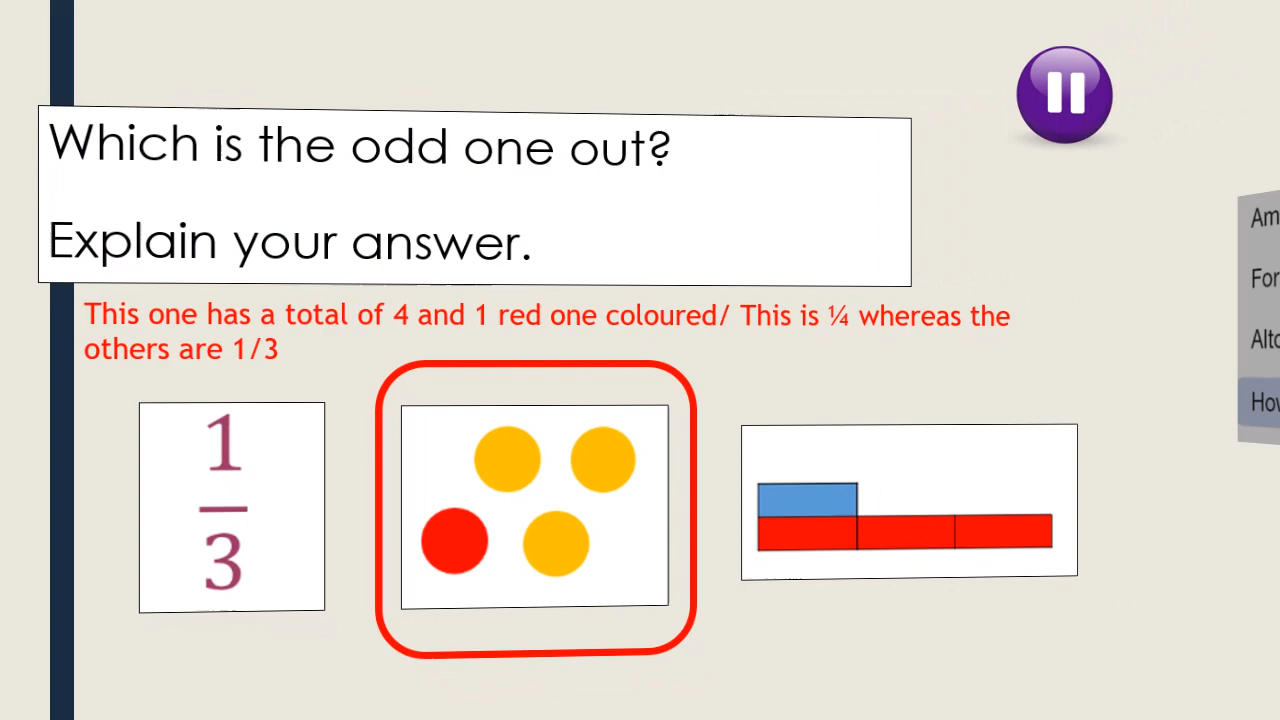 Which is the odd one out?
Explain your answer.
This one has a total of 4 and 1 red one coloured/ This is ¼ whereas the
others are 1/3
1
3